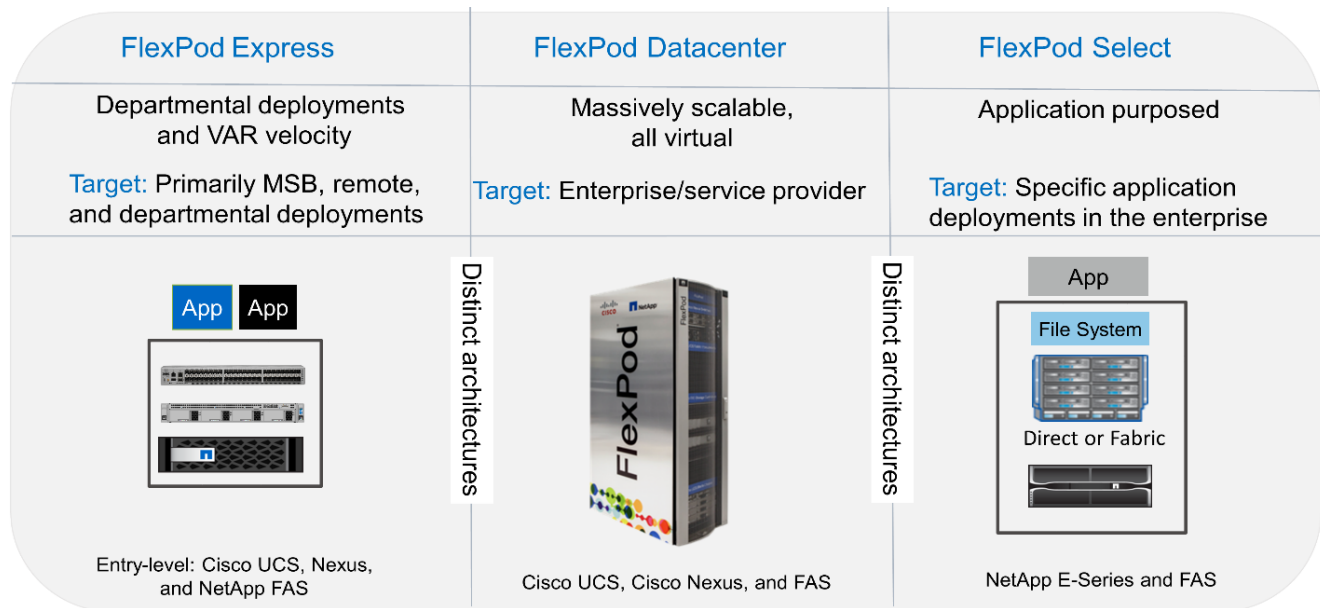 FlexPod Express
FlexPod Datacenter
FlexPod Select
Departmental deployments
and VAR velocity
Massively scalable,
all virtual
Application purposed
Target: Primarily MSB, remote,
and departmental deployments
Target: Enterprise/service provider
Target: Specific application
deployments in the enterprise
App
App
Distinct architectures
CISCO
NetApp
FlexPod
FlexPod
Distinct architectures
App
File System
Direct or Fabric
Entry-level: Cisco UCS, Nexus,
and NetApp FAS
Cisco UCS, Cisco Nexus, and FAS
NetApp E-Series and FAS